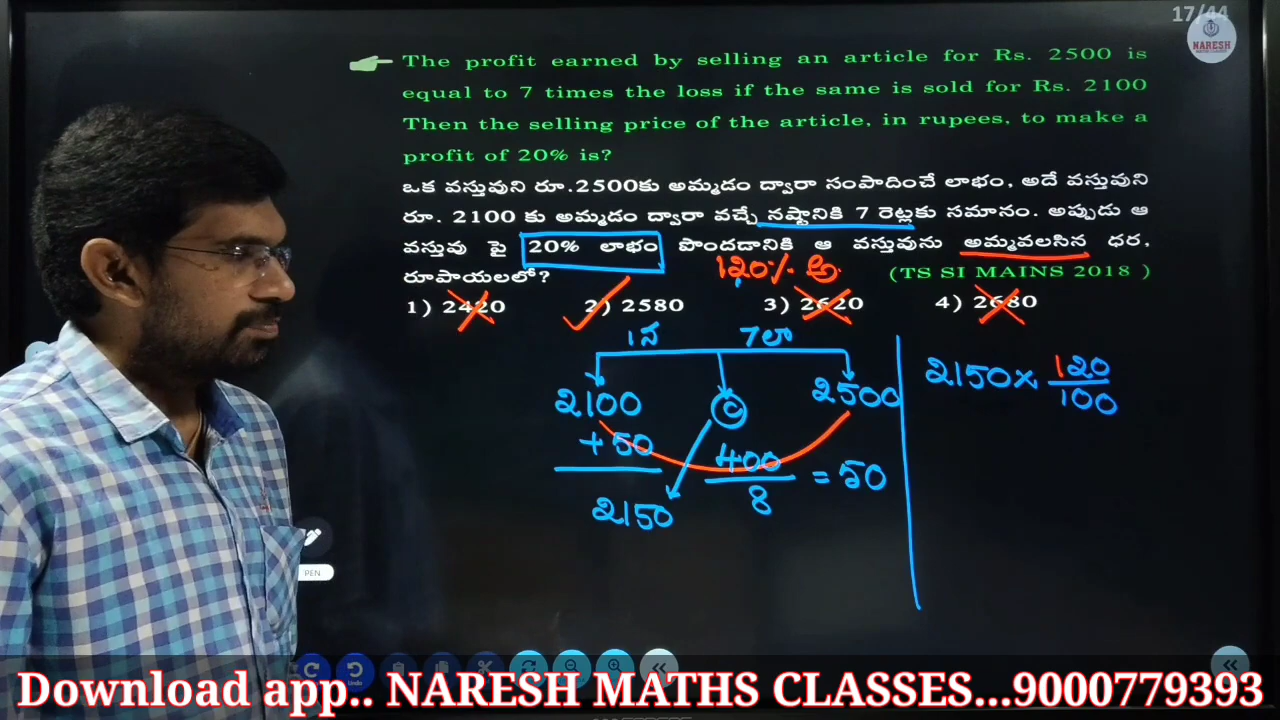 17/44
NARESH
MATHS CLASSES
The profit earned by selling an article for Rs. 2500 is
equal to 7 times the loss if the same is sold for Rs. 2100
Then the selling price of the article, in rupees, to make a
profit of 20% is?
ఒక వస్తువుని రూ.2500కు అమ్మడం ద్వారా సంపాదించే లాభం, అదే వస్తువుని
రూ. 2100 కు అమ్మడం ద్వారా వచ్చే నష్టానికి 7 రెట్లకు సమానం. అప్పుడు ఆ
వస్తువు పై 20% లాభం పొందడానికి ఆ వస్తువును అమ్మవలసిన ధర,
రూపాయలలో?
120% అ
(TS SI MAINS 2018 )
1) 2420 2) 2580 3) 2620 4) 2680
1న 7లా
2100 C 2500
+50
2150
400/8 = 50
2150 × 120/100
PEN
Undo
Download app.. NARESH MATHS CLASSES...9000779393